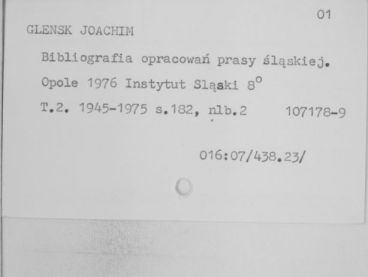 01
GLENSK JOACHIM
Bibliografia opracowań prasy śląskiej.
Opole 1976 Instytut Sląski 8°
T.2. 1945-1975 s.182, nlb.2 107178-9
016:07/438.23/